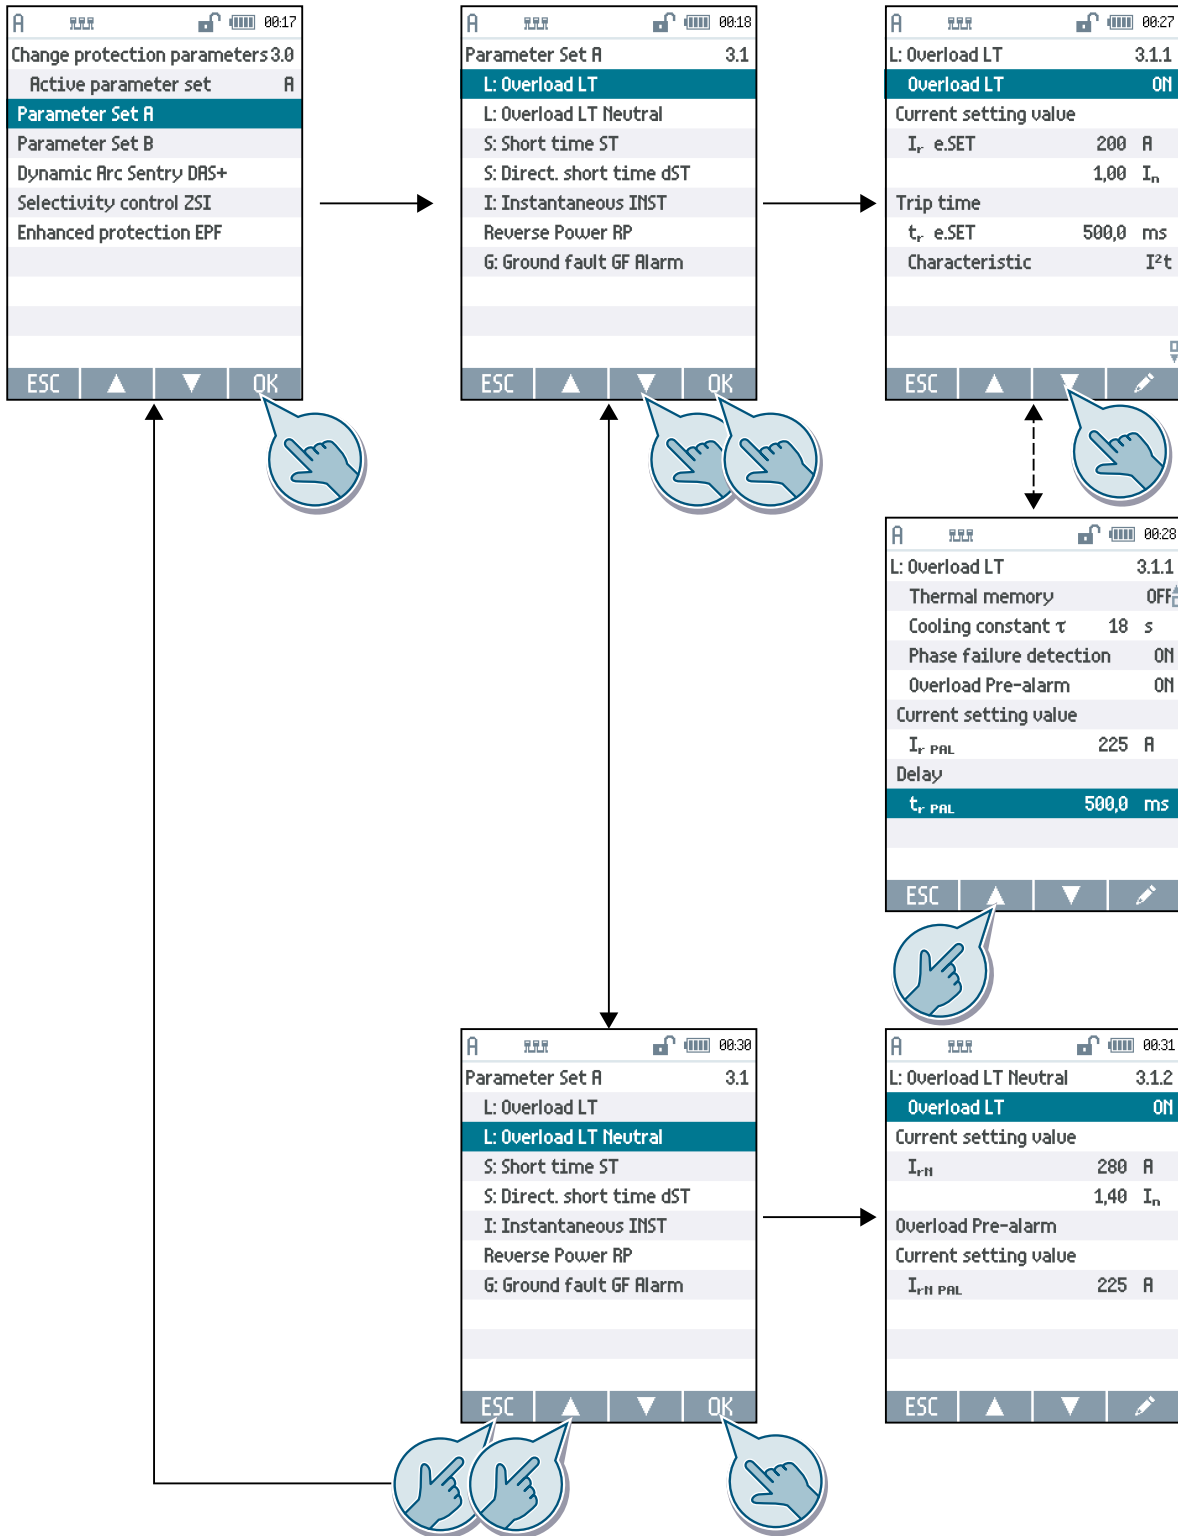 A 00:17
Change protection parameters 3.0
Active parameter set A
Parameter Set A
Parameter Set B
Dynamic Arc Sentry DAS+
Selectivity control ZSI
Enhanced protection EPF
ESC OK
A 00:18
Parameter Set A 3.1
L: Overload LT
L: Overload LT Neutral
S: Short time ST
S: Direct. short time dST
I: Instantaneous INST
Reverse Power RP
G: Ground fault GF Alarm
ESC OK
A 00:27
L: Overload LT 3.1.1
Overload LT ON
Current setting value
Ir e.SET 200 A
1,00 In
Trip time
tr e.SET 500,0 ms
Characteristic I²t
ESC
A 00:28
L: Overload LT 3.1.1
Thermal memory OFF
Cooling constant τ 18 s
Phase failure detection ON
Overload Pre-alarm ON
Current setting value
Ir PAL 225 A
Delay
tr PAL 500,0 ms
ESC
A 00:30
Parameter Set A 3.1
L: Overload LT
L: Overload LT Neutral
S: Short time ST
S: Direct. short time dST
I: Instantaneous INST
Reverse Power RP
G: Ground fault GF Alarm
ESC OK
A 00:31
L: Overload LT Neutral 3.1.2
Overload LT ON
Current setting value
IrN 280 A
1,40 In
Overload Pre-alarm
Current setting value
IrN PAL 225 A
ESC